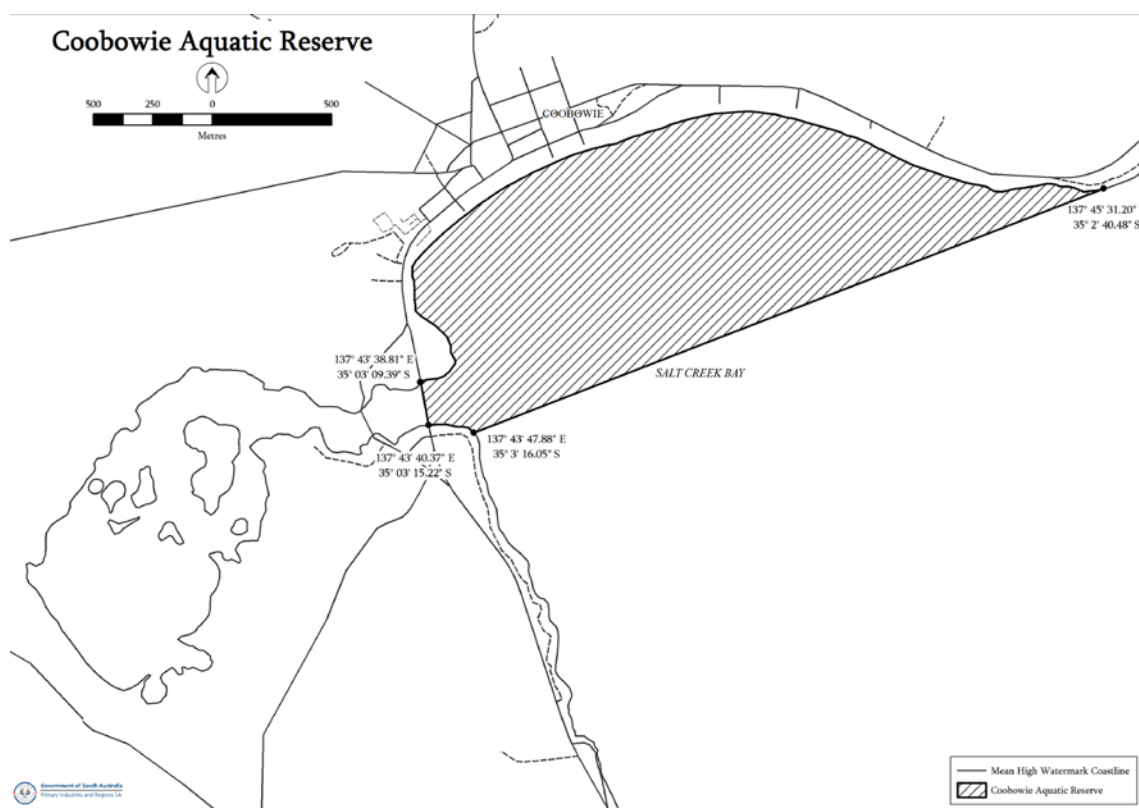 Coobowie Aquatic Reserve
500 250 0 500
Metres
COOBOWIE
137° 45' 31.20"
35° 2' 40.48" S
137° 43' 38.81" E
35° 03' 09.39" S
SALT CREEK BAY
137° 43' 47.88" E
35° 3' 16.05" S
137° 43' 40.37" E
35° 03' 15.22" S
Mean High Watermark Coastline
Coobowie Aquatic Reserve
Government of South Australia
Primary Industries and Regions SA